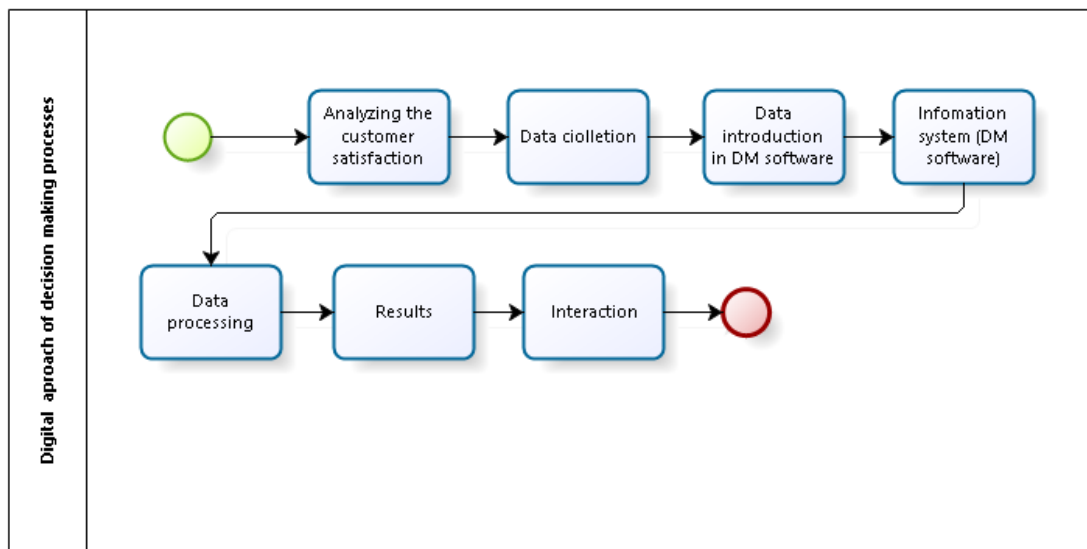 Digital aproach of decision making processes
Analyzing the
customer
satisfaction
Data ciolletion
Data
introduction
in DM software
Infomation
system (DM
software)
Data
processing
Results
Interaction